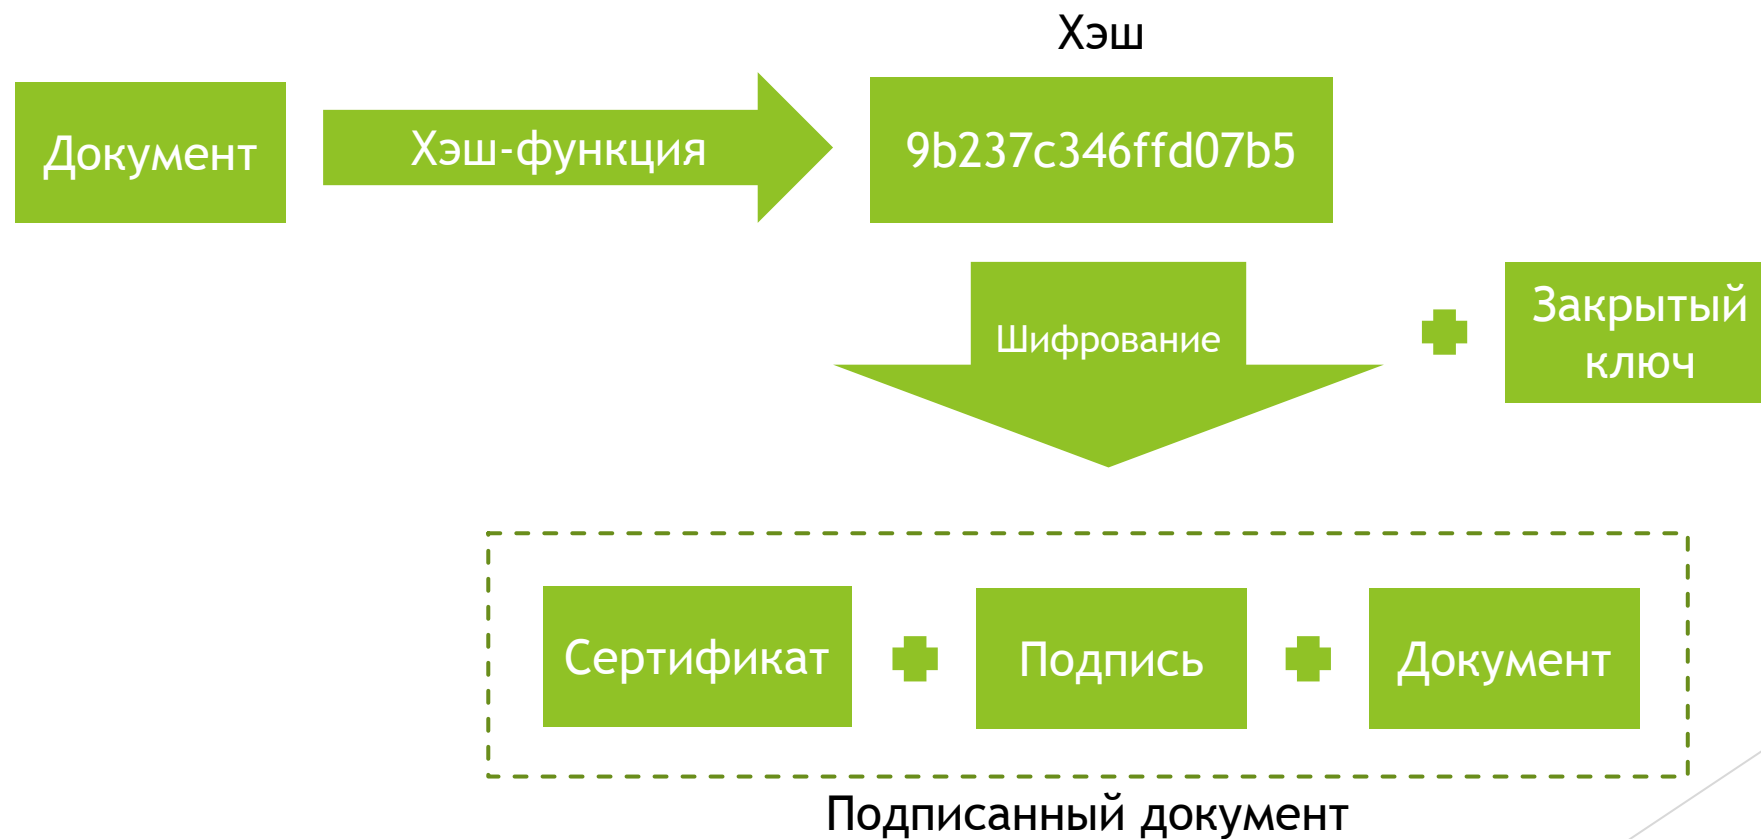 Хэш
Документ
Хэш-функция
9b237c346ffd07b5
Шифрование
Закрытый
ключ
Сертификат
Подпись
Документ
Подписанный документ